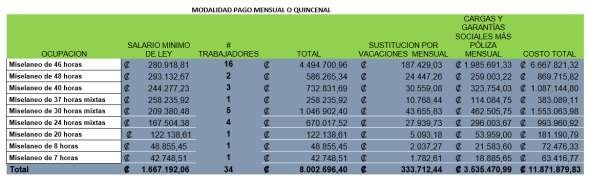 MODALIDAD PAGO MENSUAL O QUINCENAL
OCUPACION SALARIO MINIMO DE LEY # TRABAJADORES TOTAL SUSTITUCION POR VACACIONES MENSUAL CARGAS Y GARANTÍAS SOCIALES MÁS PÓLIZA MENSUAL COSTO TOTAL
Miselaneo de 46 horas ₡ 280.918,81 16 ₡ 4.494.700,96 ₡ 187.429,03 ₡ 1.985.691,33 ₡ 6.667.821,32
Miselaneo de 48 horas ₡ 293.132,67 2 ₡ 586.265,34 ₡ 24.447,26 ₡ 259.003,22 ₡ 869.715,82
Miselaneo de 40 horas ₡ 244.277,23 3 ₡ 732.831,69 ₡ 30.559,08 ₡ 323.754,03 ₡ 1.087.144,80
Miselaneo de 37 horas mixtas ₡ 258.235,92 1 ₡ 258.235,92 ₡ 10.768,44 ₡ 114.084,75 ₡ 383.089,11
Miselaneo de 30 horas mixtas ₡ 209.380,48 5 ₡ 1.046.902,40 ₡ 43.655,83 ₡ 462.505,75 ₡ 1.553.063,98
Miselaneo de 24 horas mixtas ₡ 167.504,38 4 ₡ 670.017,52 ₡ 27.939,73 ₡ 296.003,67 ₡ 993.960,92
Miselaneo de 20 horas ₡ 122.138,61 1 ₡ 122.138,61 ₡ 5.093,18 ₡ 53.959,00 ₡ 181.190,79
Miselaneo de 8 horas ₡ 48.855,45 1 ₡ 48.855,45 ₡ 2.037,27 ₡ 21.583,60 ₡ 72.476,33
Miselaneo de 7 horas ₡ 42.748,51 1 ₡ 42.748,51 ₡ 1.782,61 ₡ 18.885,65 ₡ 63.416,77
Total ₡ 1.667.192,06 34 ₡ 8.002.696,40 ₡ 333.712,44 ₡ 3.535.470,99 ₡ 11.871.879,83